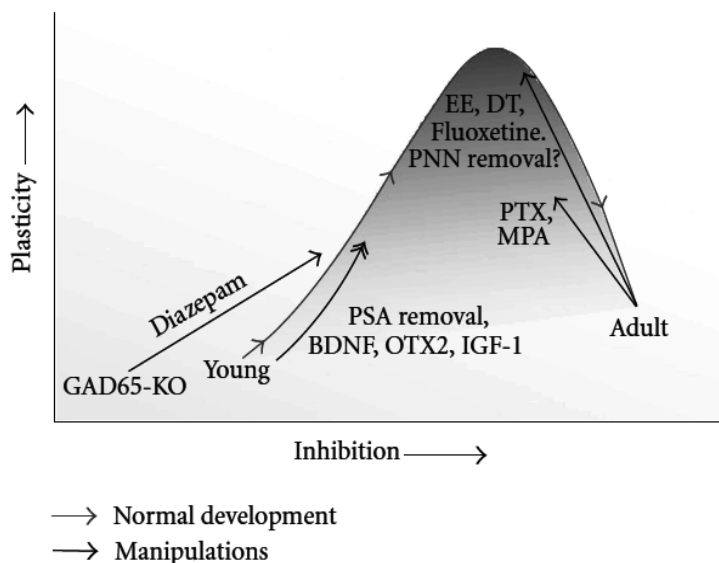 Plasticity
EE, DT,
Fluoxetine.
PNN removal?
PTX,
MPA
Diazepam
PSA removal,
BDNF, OTX2, IGF-1
Adult
Young
GAD65-KO
Inhibition
Normal development
Manipulations